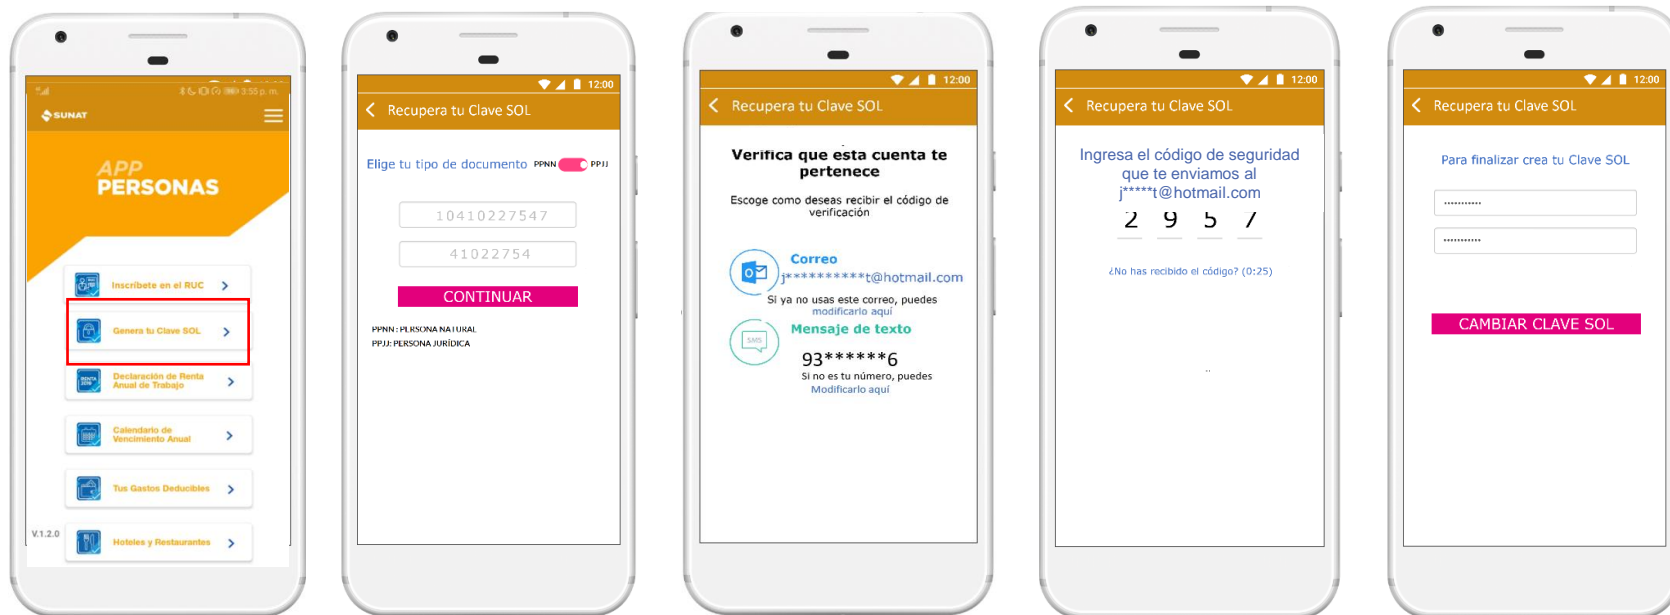 3:55 p. m.
SUNAT
APP
PERSONAS
Inscríbete en el RUC
Genera tu Clave SOL
RENTA
2019
Declaración de Renta
Anual de Trabajo
Calendario de
Vencimiento Anual
Tus Gastos Deducibles
V.1.2.0
Hoteles y Restaurantes
12:00
Recupera tu Clave SOL
Elige tu tipo de documento PPNN PPJJ
10410227547
41022754
CONTINUAR
PPNN: PERSONA NATURAL
PPJJ: PERSONA JURÍDICA
12:00
Recupera tu Clave SOL
Verifica que esta cuenta te
pertenece
Escoge como deseas recibir el código de
verificación
Correo
j**********t@hotmail.com
Si ya no usas este correo, puedes
modificarlo aquí
Mensaje de texto
SMS
93******6
Si no es tu número, puedes
Modificarlo aquí
12:00
Recupera tu Clave SOL
Ingresa el código de seguridad
que te enviamos al
j*****t@hotmail.com
2 9 5 7
¿No has recibido el código? (0:25)
12:00
Recupera tu Clave SOL
Para finalizar crea tu Clave SOL
CAMBIAR CLAVE SOL